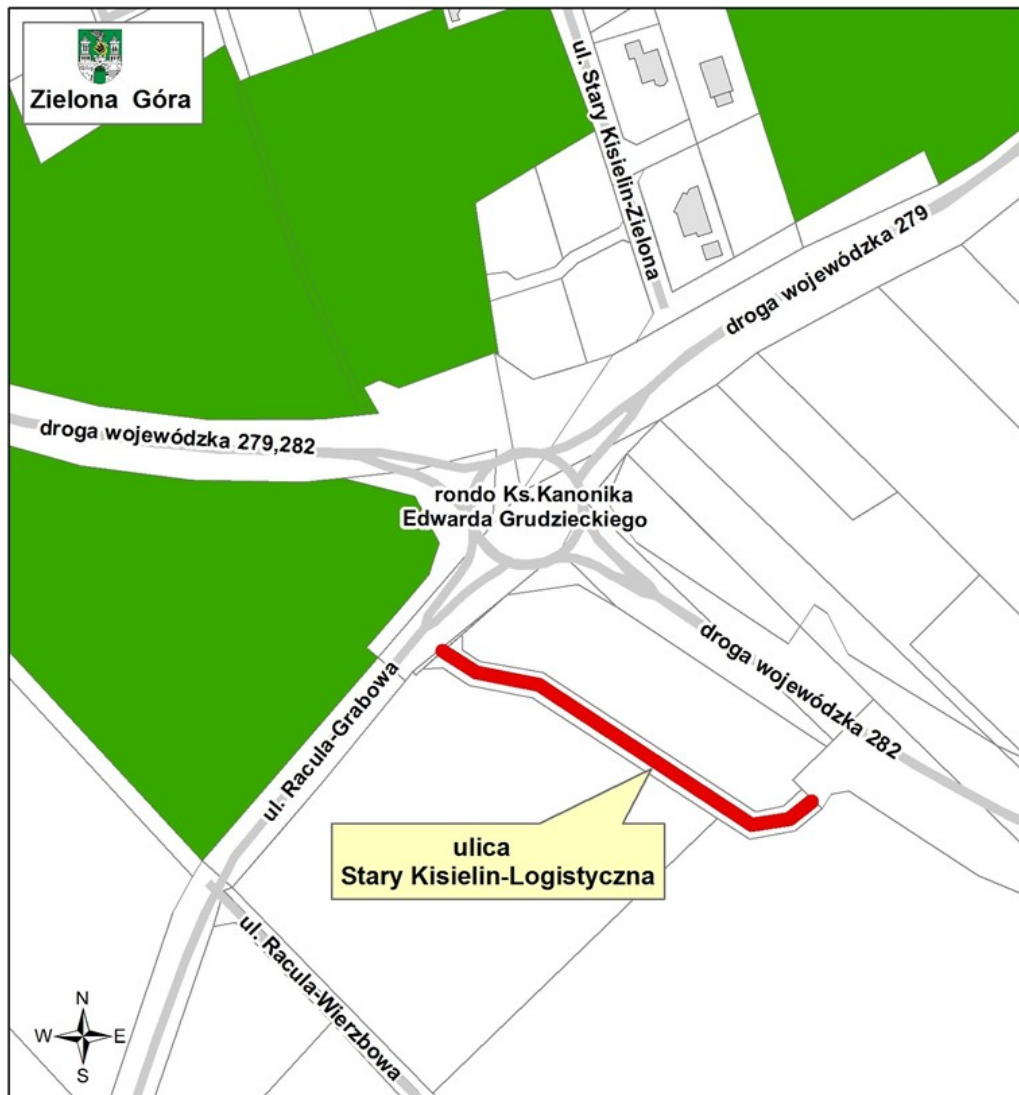 Zielona Góra
ul. Stary Kisielin-Zielona
droga wojewódzka 279
droga wojewódzka 279,282
rondo Ks.Kanonika
Edwarda Grudzieckiego
droga wojewódzka 282
ul. Racula-Grabowa
ulica
Stary Kisielin-Logistyczna
ul. Racula-Wierzbowa
N
W E
S